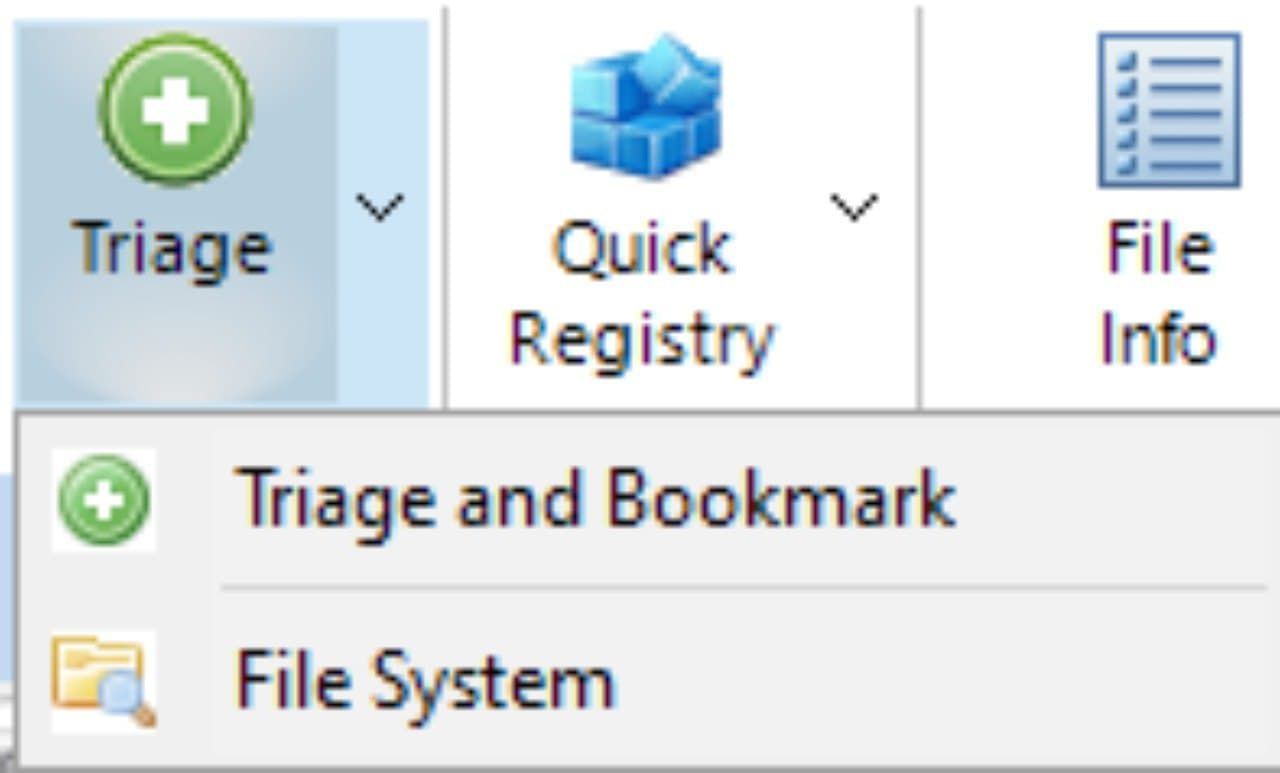 Triage
Quick
Registry
File
Info
Triage and Bookmark
File System